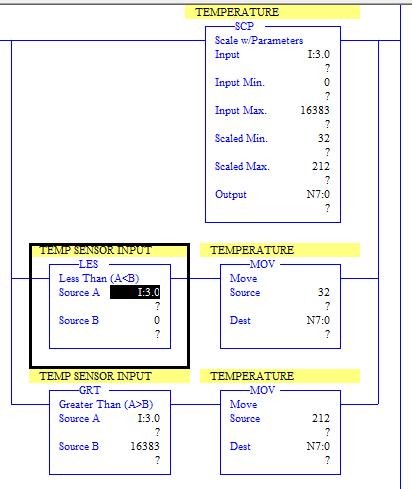 TEMPERATURE
SCP
Scale w/Parameters
Input I:3.0
?
Input Min. 0
?
Input Max. 16383
?
Scaled Min. 32
?
Scaled Max. 212
?
Output N7:0
?
TEMP SENSOR INPUT
LES
Less Than (A<B)
Source A I:3.0
?
Source B 0
?
TEMPERATURE
MOV
Move
Source 32
?
Dest N7:0
?
TEMP SENSOR INPUT
GRT
Greater Than (A>B)
Source A I:3.0
?
Source B 16383
?
TEMPERATURE
MOV
Move
Source 212
?
Dest N7:0
?